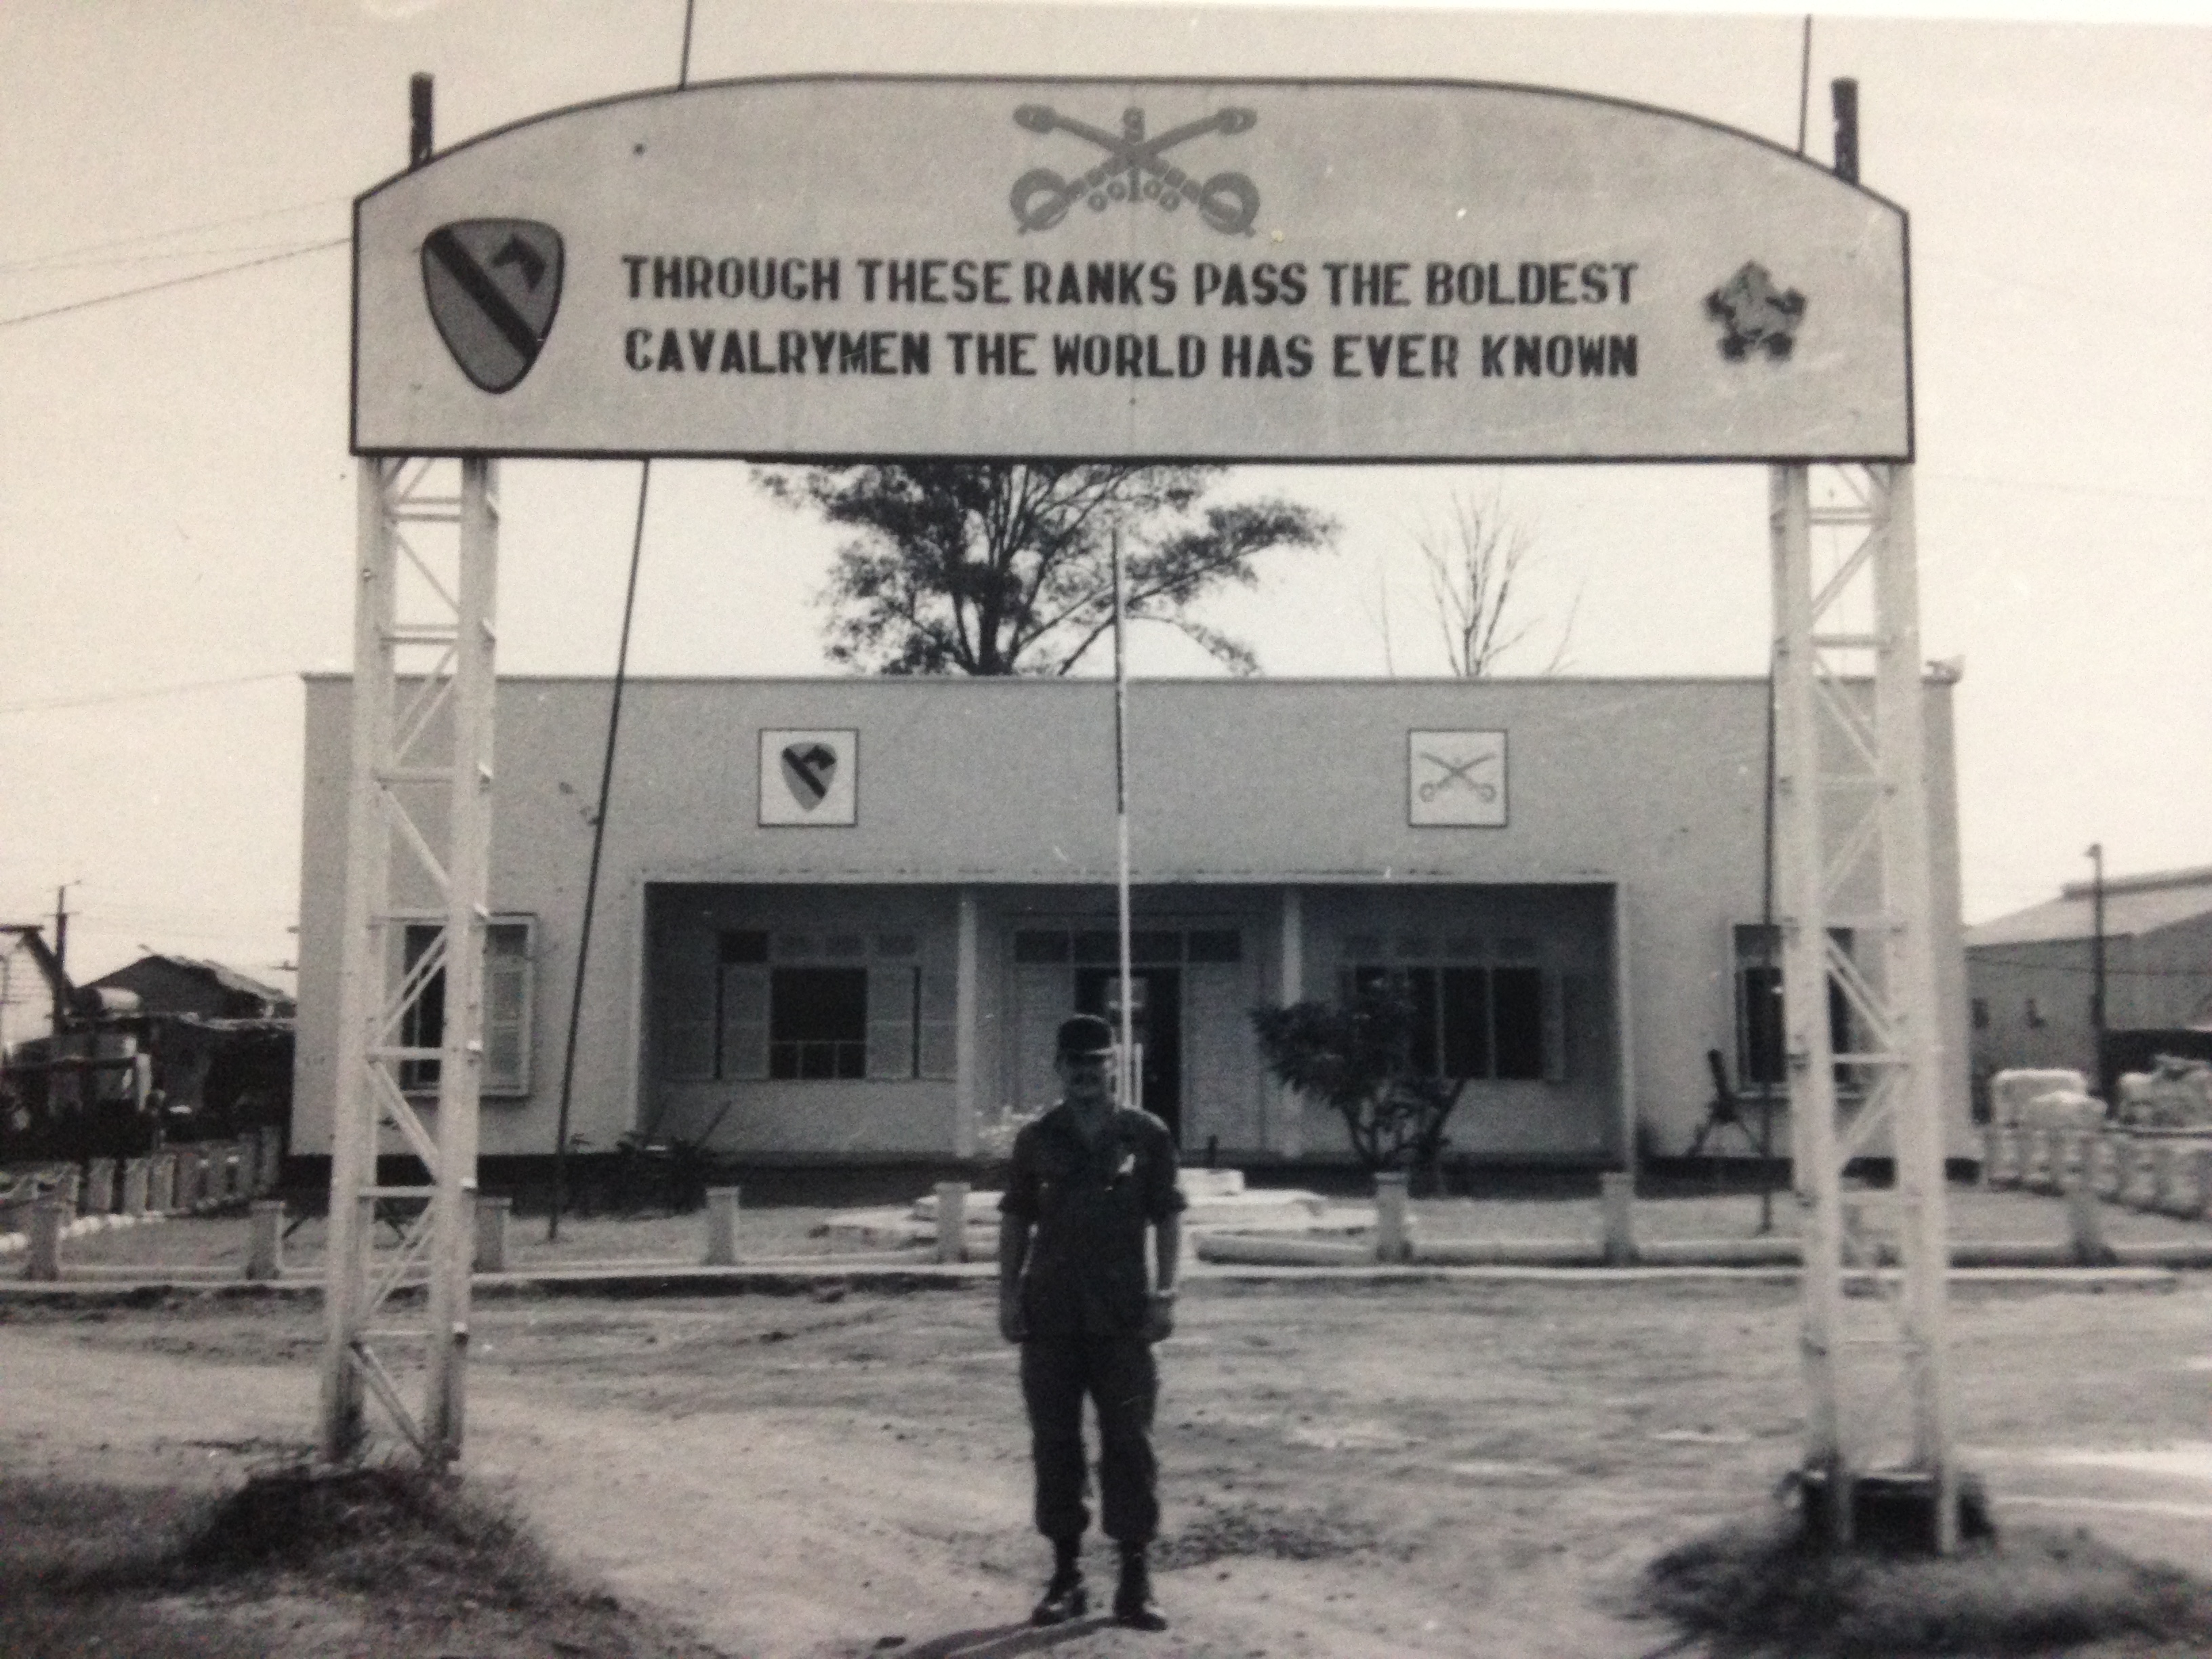 THROUGH THESE RANKS PASS THE BOLDEST
CAVALRYMEN THE WORLD HAS EVER KNOWN